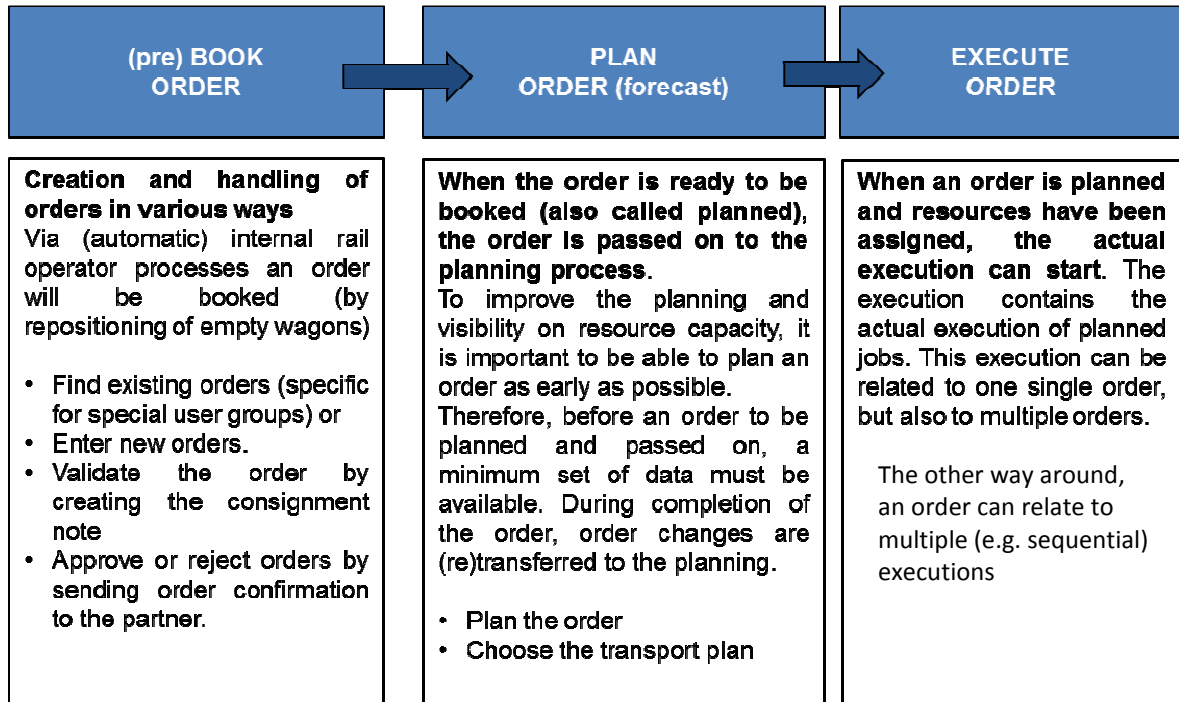 (pre) BOOK
ORDER
PLAN
ORDER (forecast)
EXECUTE
ORDER
Creation and handling of
orders in various ways
Via (automatic) internal rail
operator processes an order
will be booked (by
repositioning of empty wagons)
• Find existing orders (specific
for special user groups) or
• Enter new orders.
• Validate the order by
creating the consignment
note
• Approve or reject orders by
sending order confirmation
to the partner.
When the order is ready to be
booked (also called planned),
the order is passed on to the
planning process.
To improve the planning and
visibility on resource capacity, it
is important to be able to plan an
order as early as possible.
Therefore, before an order to be
planned and passed on, a
minimum set of data must be
available. During completion of
the order, order changes are
(re)transferred to the planning.
• Plan the order
• Choose the transport plan
When an order is planned
and resources have been
assigned, the actual
execution can start. The
execution contains the
actual execution of planned
jobs. This execution can be
related to one single order,
but also to multiple orders.
The other way around,
an order can relate to
multiple (e.g. sequential)
executions